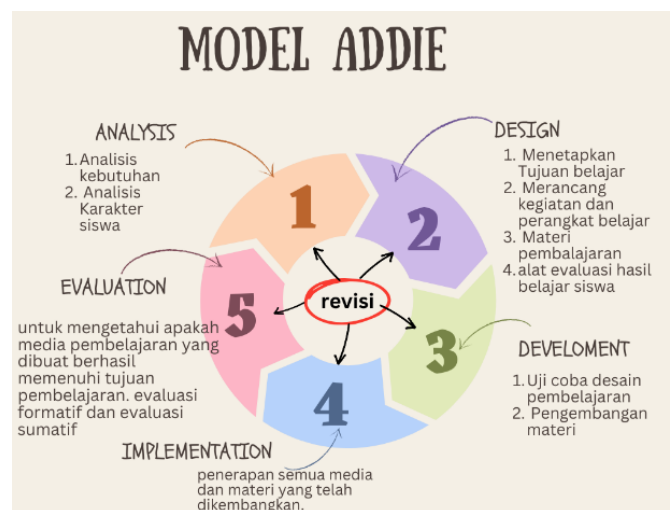 MODEL ADDIE
ANALYSIS
1. Analisis
kebutuhan
2. Analisis
Karakter
siswa
1
DESIGN
1. Menetapkan
Tujuan belajar
2. Merancang
kegiatan dan
perangkat belajar
3. Materi
pembalajaran
4. alat evaluasi hasil
belajar siswa
2
DEVELOMENT
1. Uji coba desain
pembelajaran
2. Pengembangan
materi
3
IMPLEMENTATION
penerapan semua media
dan materi yang telah
dikembangkan.
4
EVALUATION
untuk mengetahui apakah
media pembelajaran yang
dibuat berhasil
memenuhi tujuan
pembelajaran. evaluasi
formatif dan evaluasi
sumatif
5
revisi